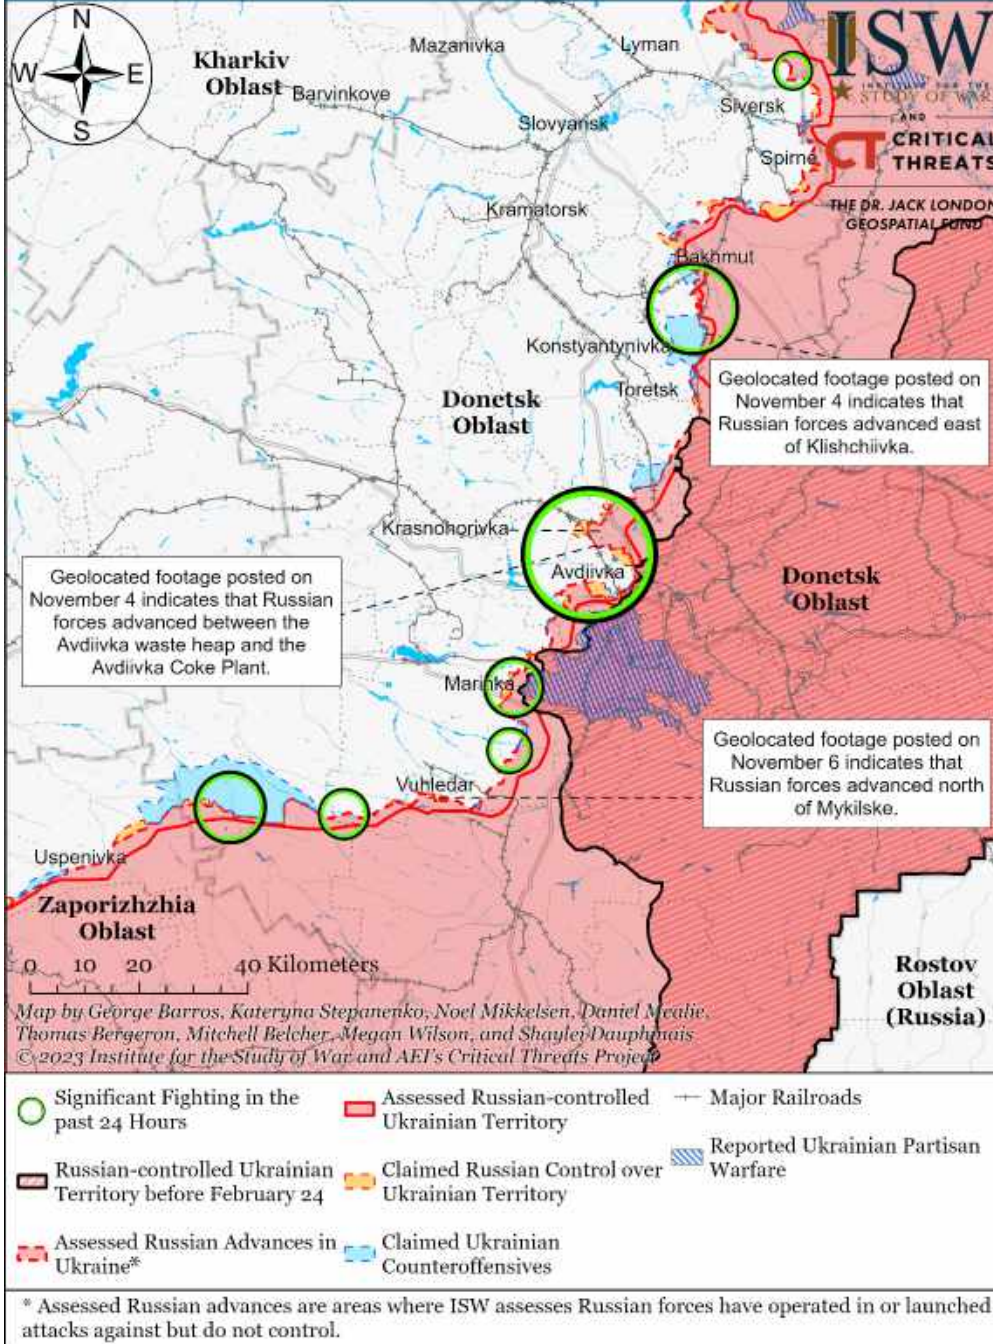 N
W E
S
Kharkiv
Oblast
Mazanivka
Lyman
ISW
INSTITUTE FOR THE
STUDY OF WAR
AND
CT CRITICAL
THREATS
THE DR. JACK LONDON
GEOSPATIAL FUND
Barvinkove
Siversk
Slovyansk
Spirne
Kramatorsk
Bakhmut
Konstyantynivka
Toretsk
Donetsk
Oblast
Geolocated footage posted on
November 4 indicates that
Russian forces advanced east
of Klishchiivka.
Krasnohorivka
Avdiivka
Geolocated footage posted on
November 4 indicates that Russian
forces advanced between the
Avdiivka waste heap and the
Avdiivka Coke Plant.
Donetsk
Oblast
Marinka
Geolocated footage posted on
November 6 indicates that
Russian forces advanced north
of Mykilske.
Vuhledar
Uspenivka
Zaporizhzhia
Oblast
Rostov
Oblast
(Russia)
0 10 20 40 Kilometers
Map by George Barros, Kateryna Stepanenko, Noel Mikkelsen, Daniel Mealie,
Thomas Bergeron, Mitchell Belcher, Megan Wilson, and Shaylei Dauphinais
© 2023 Institute for the Study of War and AEI's Critical Threats Project
Significant Fighting in the
past 24 Hours
Russian-controlled Ukrainian
Territory before February 24
Assessed Russian Advances in
Ukraine*
Assessed Russian-controlled
Ukrainian Territory
Claimed Russian Control over
Ukrainian Territory
Claimed Ukrainian
Counteroffensives
Major Railroads
Reported Ukrainian Partisan
Warfare
* Assessed Russian advances are areas where ISW assesses Russian forces have operated in or launched
attacks against but do not control.